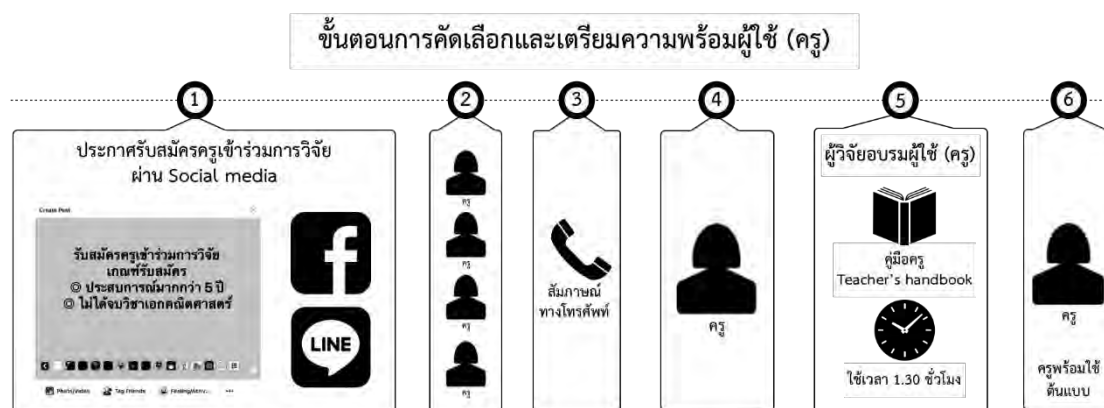 ขั้นตอนการคัดเลือกและเตรียมความพร้อมผู้ใช้ (ครู)
1
ประกาศรับสมัครครูเข้าร่วมการวิจัย
ผ่าน Social media
Create Post
รับสมัครครูเข้าร่วมการวิจัย
เกณฑ์รับสมัคร
◎ ประสบการณ์มากกว่า 5 ปี
◎ ไม่ได้จบวิชาเอกคณิตศาสตร์
Photo/Video
Tag Friends
LINE
2
ครู
ครู
ครู
ครู
3
สัมภาษณ์
ทางโทรศัพท์
4
ครู
5
ผู้วิจัยอบรมผู้ใช้ (ครู)
คู่มือครู
Teacher's handbook
ใช้เวลา 1.30 ชั่วโมง
6
ครู
ครูพร้อมใช้
ต้นแบบ